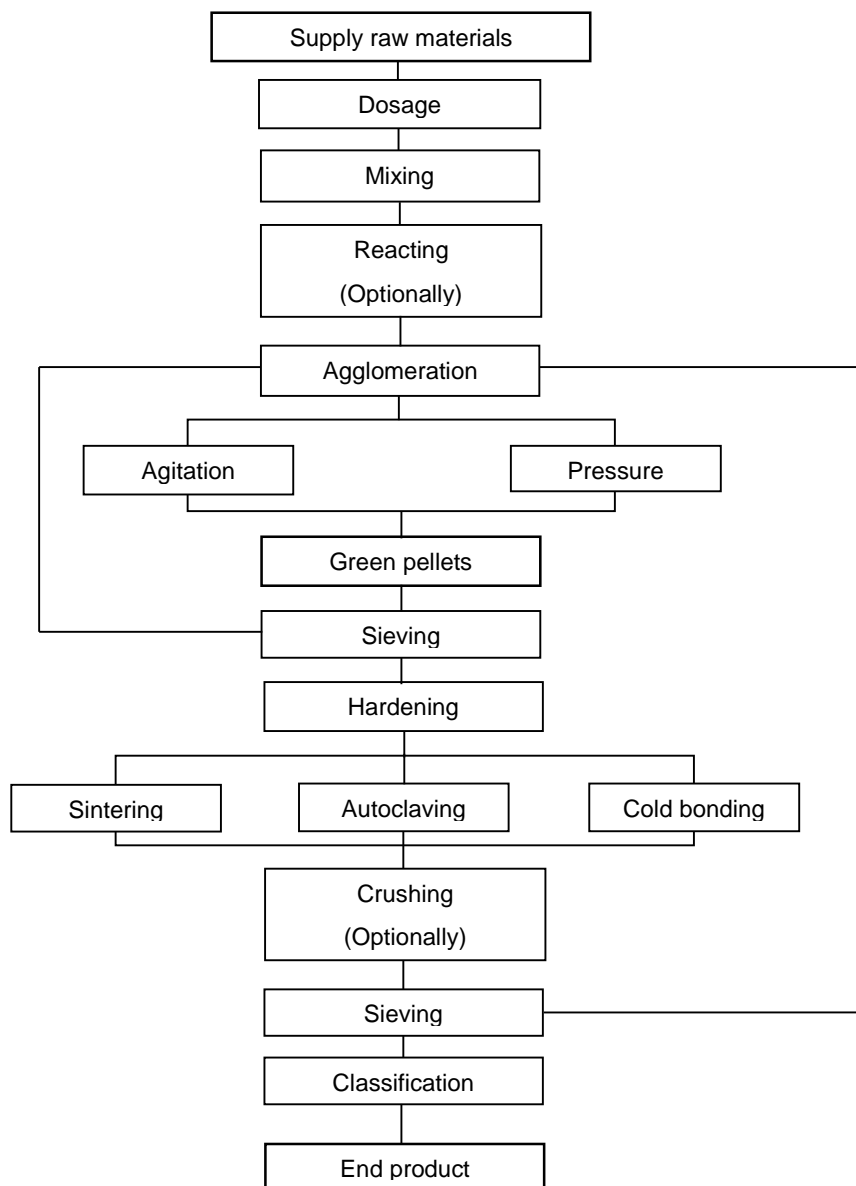 Supply raw materials
Dosage
Mixing
Reacting
(Optionally)
Agglomeration
Agitation
Pressure
Green pellets
Sieving
Hardening
Sintering
Autoclaving
Cold bonding
Crushing
(Optionally)
Sieving
Classification
End product